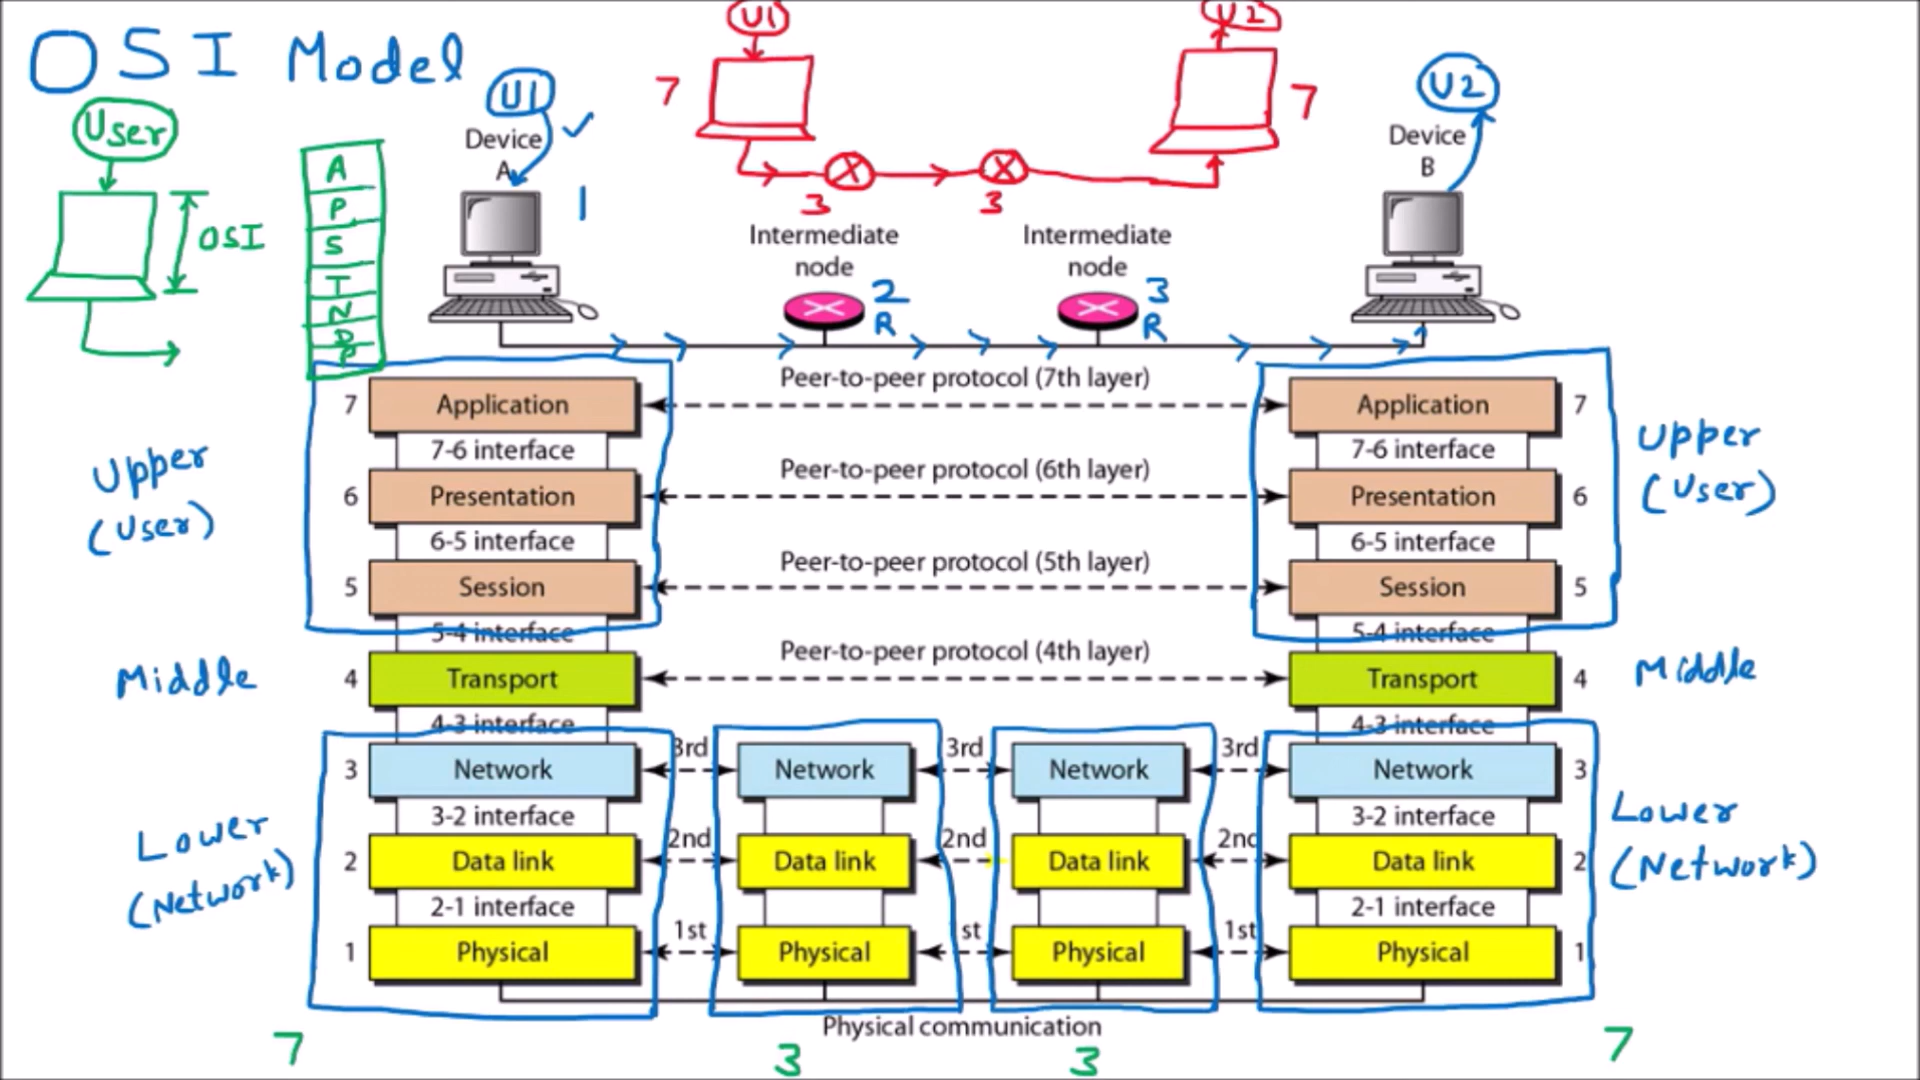 OSI Model
U1
U2
User
OSI
A
P
S
T
N
D
P
7
7
3
3
U1
Device
A
1
U2
Device
B
Intermediate
node
2
R
Intermediate
node
3
R
Upper
(User)
Middle
Lower
(Network)
7 Application
7-6 interface
6 Presentation
6-5 interface
5 Session
5-4 interface
4 Transport
4-3 interface
3 Network
3-2 interface
2 Data link
2-1 interface
1 Physical
Peer-to-peer protocol (7th layer)
Peer-to-peer protocol (6th layer)
Peer-to-peer protocol (5th layer)
Peer-to-peer protocol (4th layer)
3rd Network 3rd Network 3rd
2nd Data link 2nd Data link 2nd
1st Physical st Physical 1st
Application 7
7-6 interface
Presentation 6
6-5 interface
Session 5
5-4 interface
Transport 4
4-3 interface
Network 3
3-2 interface
Data link 2
2-1 interface
Physical 1
Upper
(User)
Middle
Lower
(Network)
Physical communication
7 3 3 7